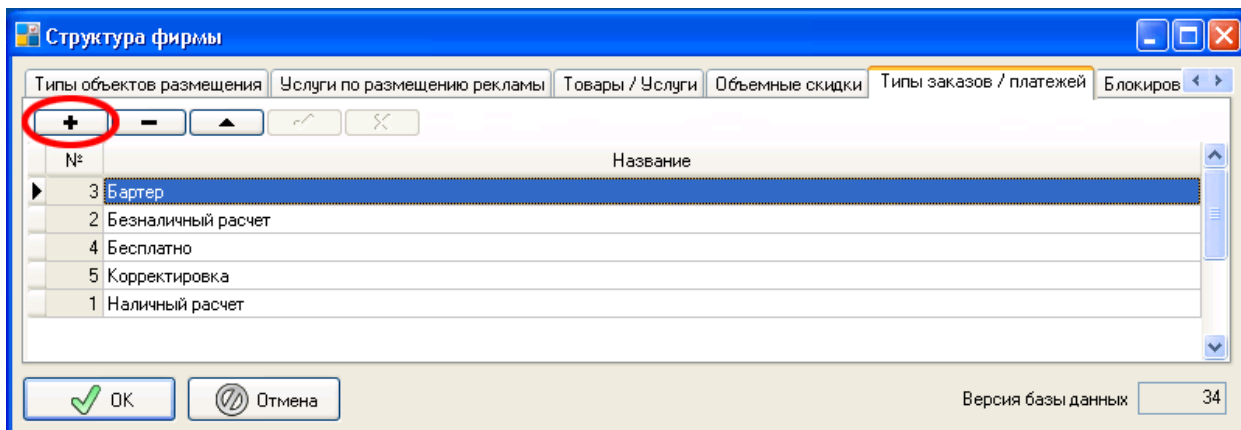 Структура фирмы
Типы объектов размещения Услуги по размещению рекламы Товары / Услуги Объемные скидки Типы заказов / платежей Блокиров
№ Название
3 Бартер
2 Безналичный расчет
4 Бесплатно
5 Корректировка
1 Наличный расчет
OK Отмена Версия базы данных 34